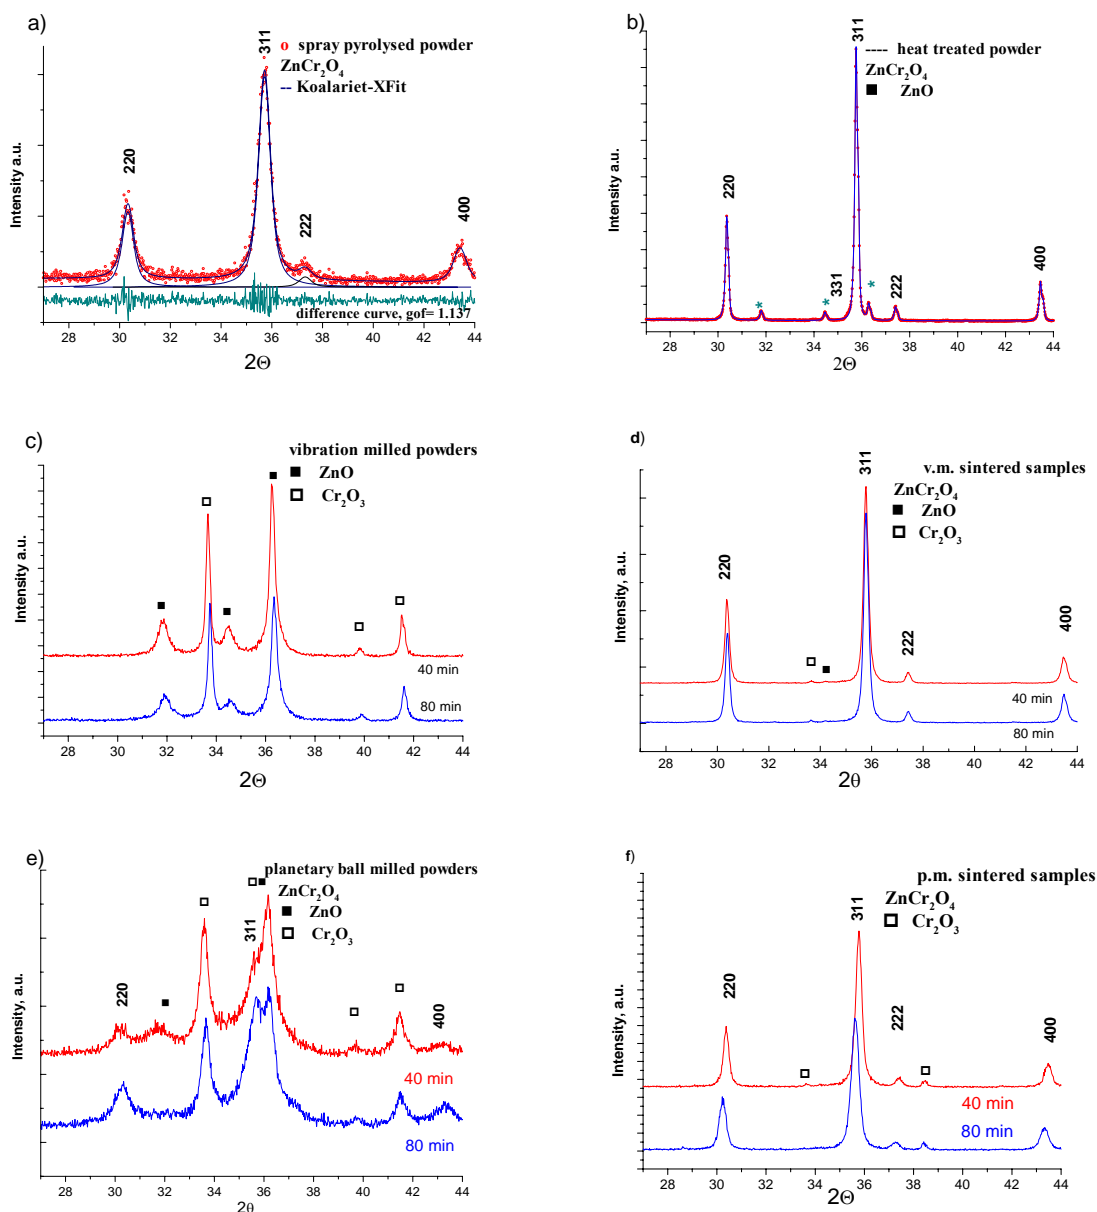 a)
311
o spray pyrolysed powder
ZnCr2O4
-- Koalariet-XFit
220
222
400
Intensity a.u.
difference curve, gof= 1.137
28 30 32 34 36 38 40 42 44
2Θ
b)
311
---- heat treated powder
ZnCr2O4
■ ZnO
220
331
*
*
*
222
400
Intensity a.u.
28 30 32 34 36 38 40 42 44
2Θ
c)
vibration milled powders
■ ZnO
□ Cr2O3
Intensity a.u.
40 min
80 min
28 30 32 34 36 38 40 42 44
2Θ
d)
311
v.m. sintered samples
ZnCr2O4
■ ZnO
□ Cr2O3
220
222
400
Intensity, a.u.
40 min
80 min
28 30 32 34 36 38 40 42 44
2θ
e)
planetary ball milled powders
ZnCr2O4
■ ZnO
□ Cr2O3
311
220
400
Intensity, a.u.
40 min
80 min
28 30 32 34 36 38 40 42 44
2θ
f)
p.m. sintered samples
ZnCr2O4
□ Cr2O3
311
220
222
400
Intensity, a.u.
40 min
80 min
28 30 32 34 36 38 40 42 44
2Θ